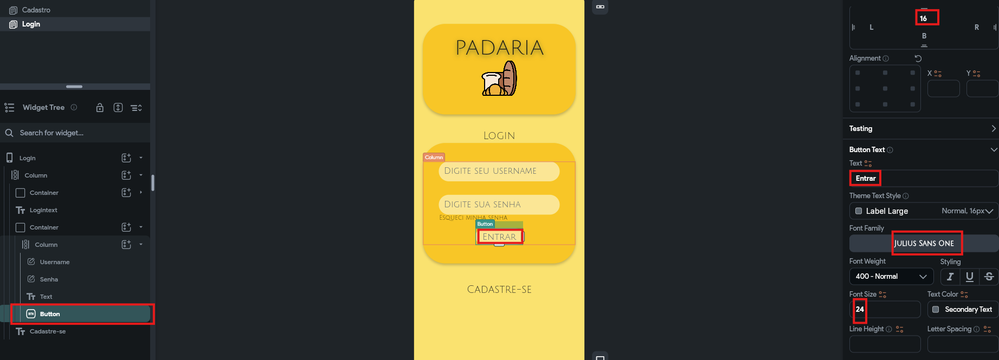 Cadastro
Login
Widget Tree
Search for widget...
Login
Column
Container
Logintext
Container
Column
Username
Senha
Text
BTN Button
Cadastre-se
PADARIA
Login
Column
Digite seu username
Digite sua senha
Esqueci minha senha
Button
Entrar
Cadastre-se
16
L
R
B
Alignment
X
Y
Testing
Button Text
Text
Entrar
Theme Text Style
Label Large
Normal, 16px
Font Family
Julius Sans One
Font Weight
Styling
400 - Normal
I U S
Font Size
Text Color
24
Secondary Text
Line Height
Letter Spacing